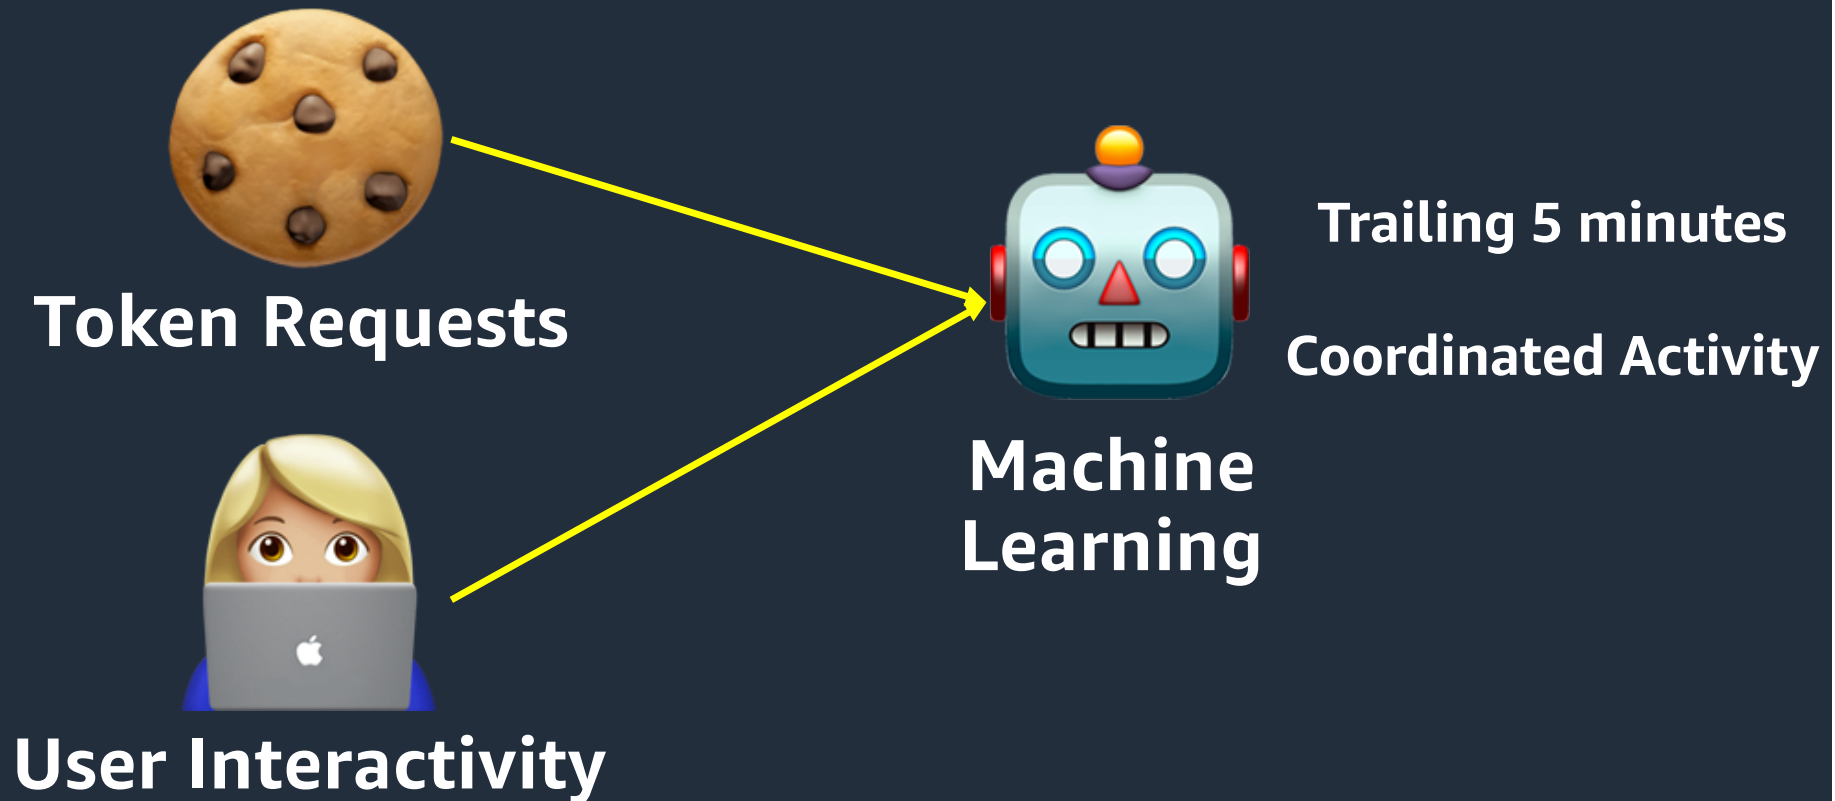 Token Requests
User Interactivity
Machine
Learning
Trailing 5 minutes
Coordinated Activity